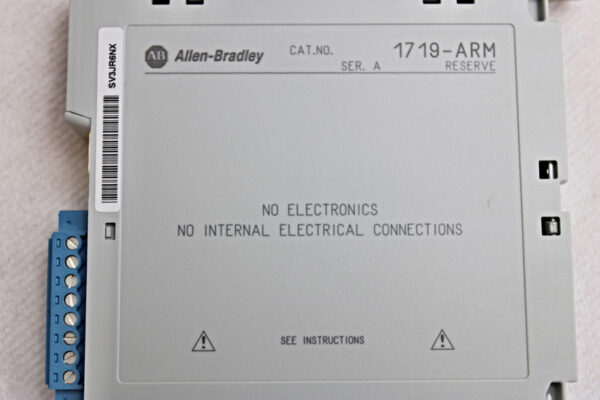 AB Allen-Bradley CAT.NO. 1719-ARM
SER. A RESERVE
SV3JR6NX
NO ELECTRONICS
NO INTERNAL ELECTRICAL CONNECTIONS
SEE INSTRUCTIONS